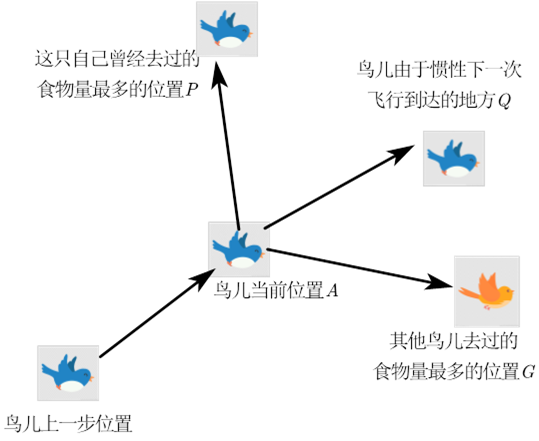 这只自己曾经去过的
食物量最多的位置P
鸟儿由于惯性下一次
飞行到达的地方Q
鸟儿当前位置A
其他鸟儿去过的
食物量最多的位置G
鸟儿上一步位置